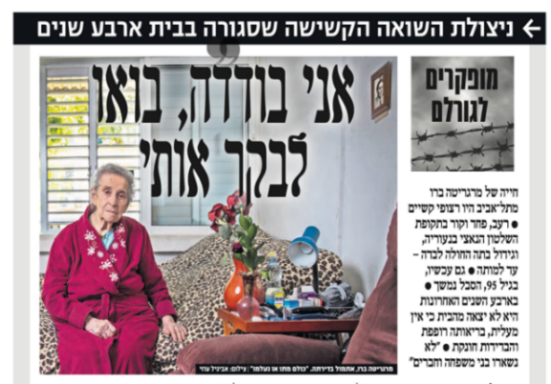 ניצולת השואה הקשישה שסגורה בבית ארבע שנים
אני בודדה, בואו
לבקר אותי
מופקרים
לגורלם
חייה של מרגריטה ברו
מתל־אביב היו רצופי קשיים
● רעב, פחד וקור בתקופת
השלטון הנאצי בנעוריה,
וגידול בתה החולה לבדה –
עד למותה ● גם עכשיו,
בגיל 95, הסבל נמשך ●
בארבע השנים האחרונות
היא לא יצאה מהבית כי אין
מעלית, בריאותה רופפת
והבדידות חונקת ● "לא
נשארו בני משפחה וחברים"
מרגריטה ברו, אתמול בדירתה. "כולם מתו או נעלמו" | צילום: אביגיל עוזי